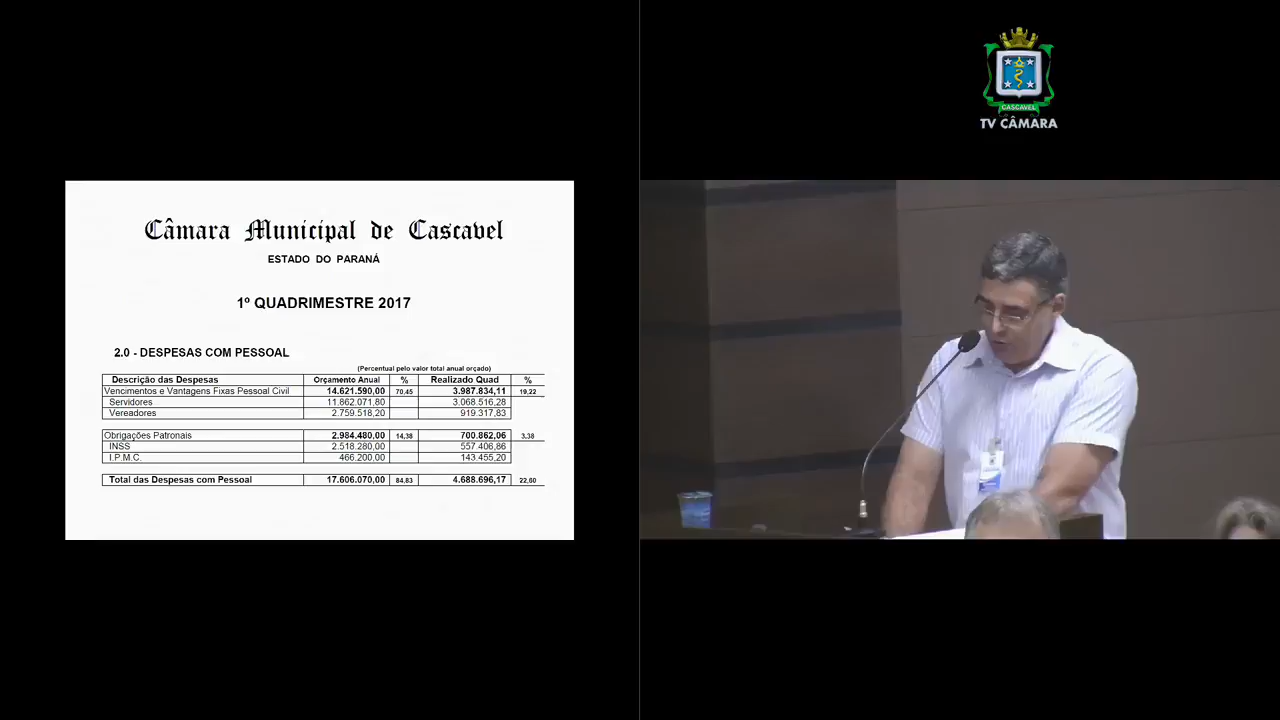 Câmara Municipal de Cascavel
ESTADO DO PARANÁ
1º QUADRIMESTRE 2017
2.0 - DESPESAS COM PESSOAL
(Percentual pelo valor total anual orçado)
Descrição das Despesas Orçamento Anual % Realizado Quad %
Vencimentos e Vantagens Fixas Pessoal Civil 14.621.590,00 70,45 3.987.834,11 19,22
Servidores 11.862.071,80 3.068.516,28
Vereadores 2.759.518,20 919.317,83
Obrigações Patronais 2.984.480,00 14,38 700.862,06 3,38
INSS 2.518.280,00 557.406,86
I.P.M.C. 466.200,00 143.455,20
Total das Despesas com Pessoal 17.606.070,00 84,83 4.688.696,17 22,60
CASCAVEL
TV CÂMARA